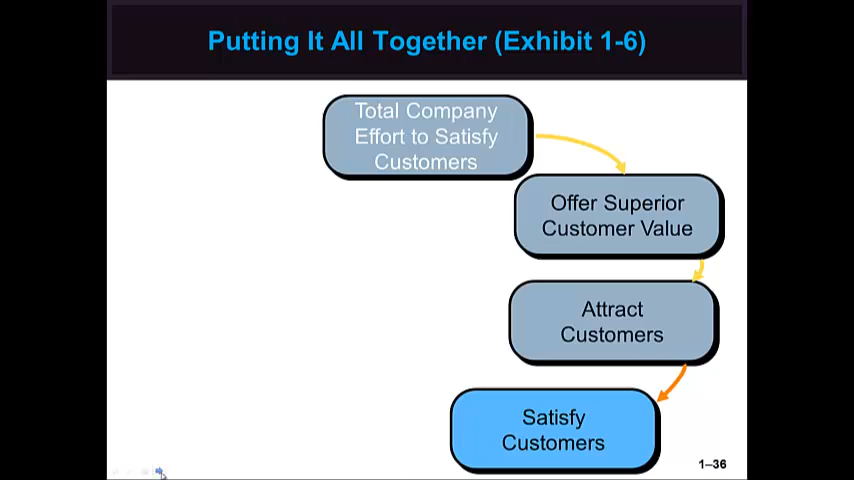 Putting It All Together (Exhibit 1-6)
Total Company
Effort to Satisfy
Customers
Offer Superior
Customer Value
Attract
Customers
Satisfy
Customers
1–36